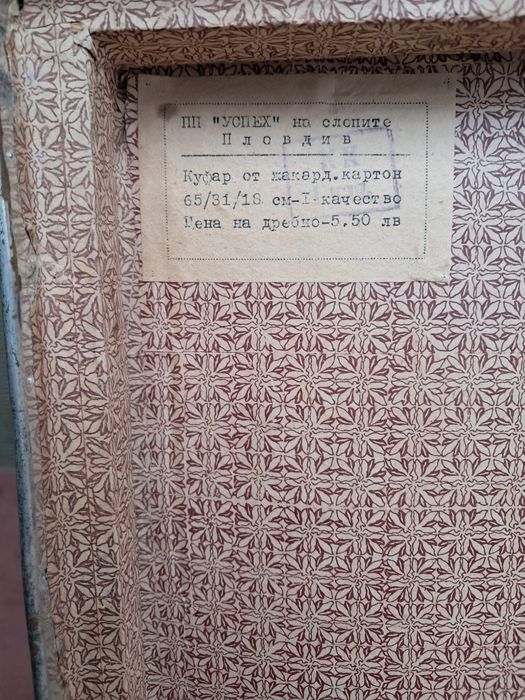 ПП "УСПЕХ" на слепите
Пловдив
Куфар от жакард.картон
65/31/18 см-I-качество
Цена на дребно-5.50 лв